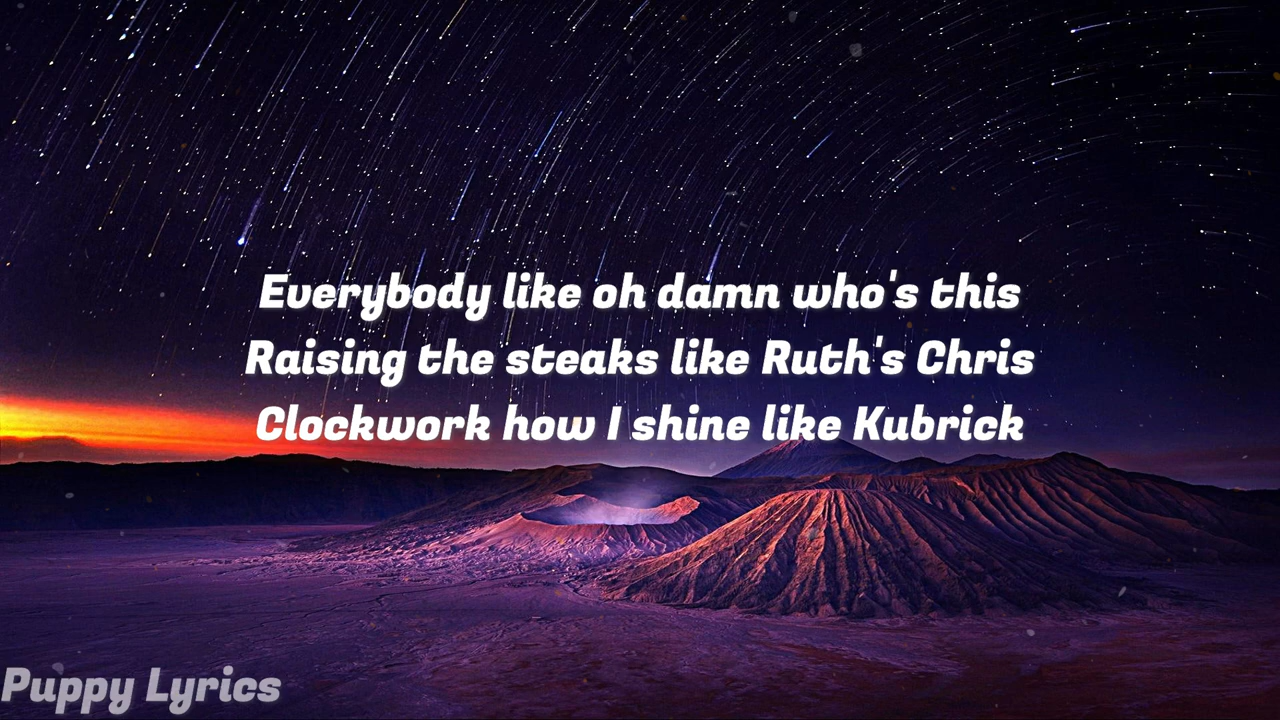 Everybody like oh damn who's this
Raising the steaks like Ruth's Chris
Clockwork how I shine like Kubrick
Puppy Lyrics